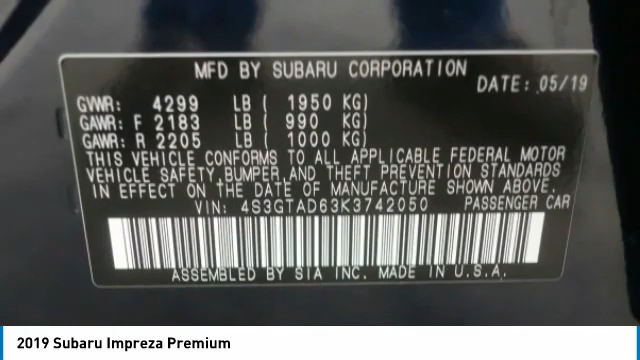 MFD BY SUBARU CORPORATION
DATE: 05/19
GVWR: 4299 LB ( 1950 KG)
GAWR: F 2183 LB ( 990 KG)
GAWR: R 2205 LB ( 1000 KG)
THIS VEHICLE CONFORMS TO ALL APPLICABLE FEDERAL MOTOR
VEHICLE SAFETY, BUMPER, AND THEFT PREVENTION STANDARDS
IN EFFECT ON THE DATE OF MANUFACTURE SHOWN ABOVE.
VIN: 4S3GTAD63K3742050 PASSENGER CAR
ASSEMBLED BY SIA INC. MADE IN U.S.A.
2019 Subaru Impreza Premium